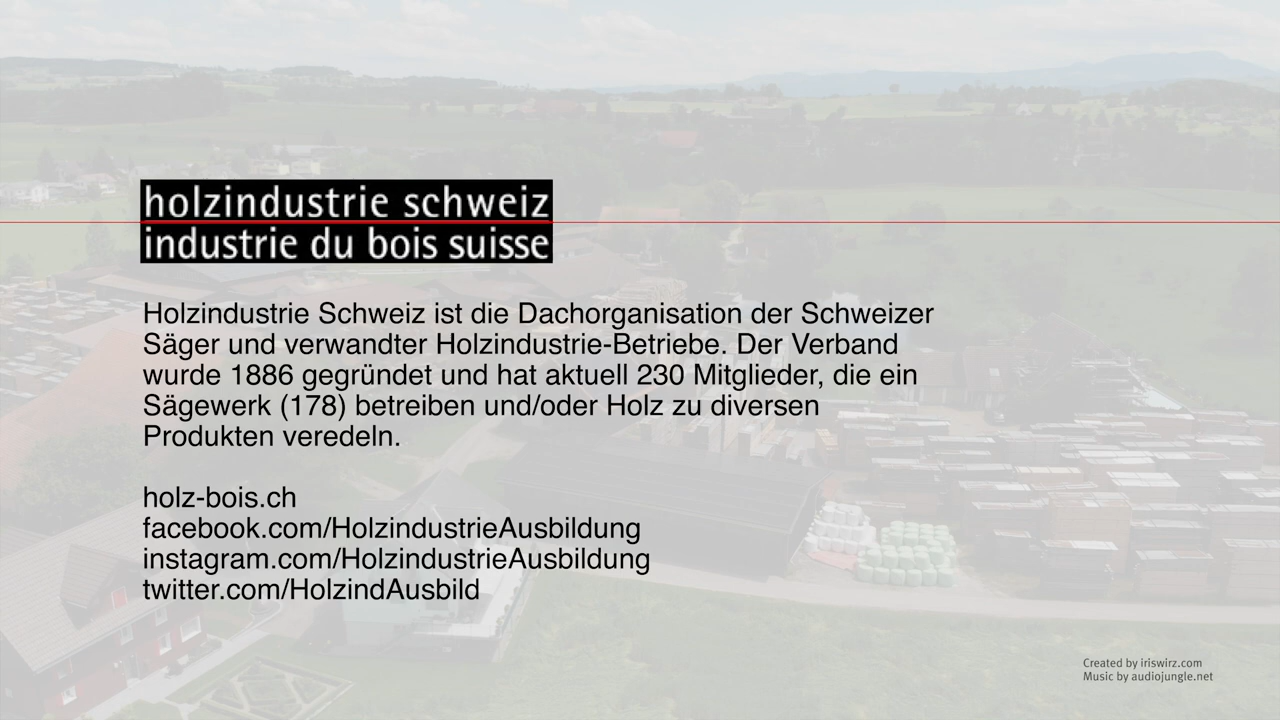 holzindustrie schweiz
industrie du bois suisse
Holzindustrie Schweiz ist die Dachorganisation der Schweizer
Säger und verwandter Holzindustrie-Betriebe. Der Verband
wurde 1886 gegründet und hat aktuell 230 Mitglieder, die ein
Sägewerk (178) betreiben und/oder Holz zu diversen
Produkten veredeln.
holz-bois.ch
facebook.com/HolzindustrieAusbildung
instagram.com/HolzindustrieAusbildung
twitter.com/HolzindAusbild
Created by iriswirz.com
Music by audiojungle.net